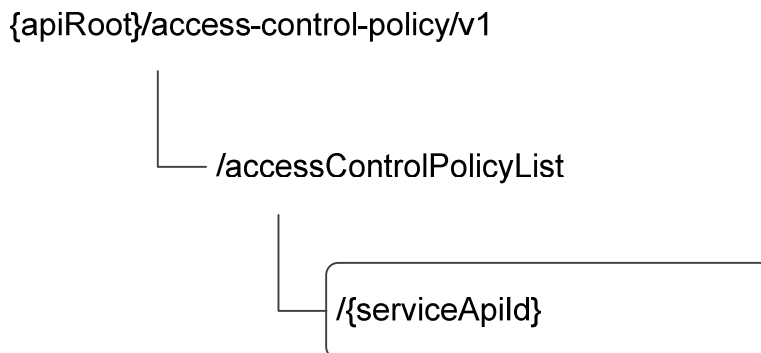 {apiRoot}/access-control-policy/v1
/accessControlPolicyList
/{serviceApiId}